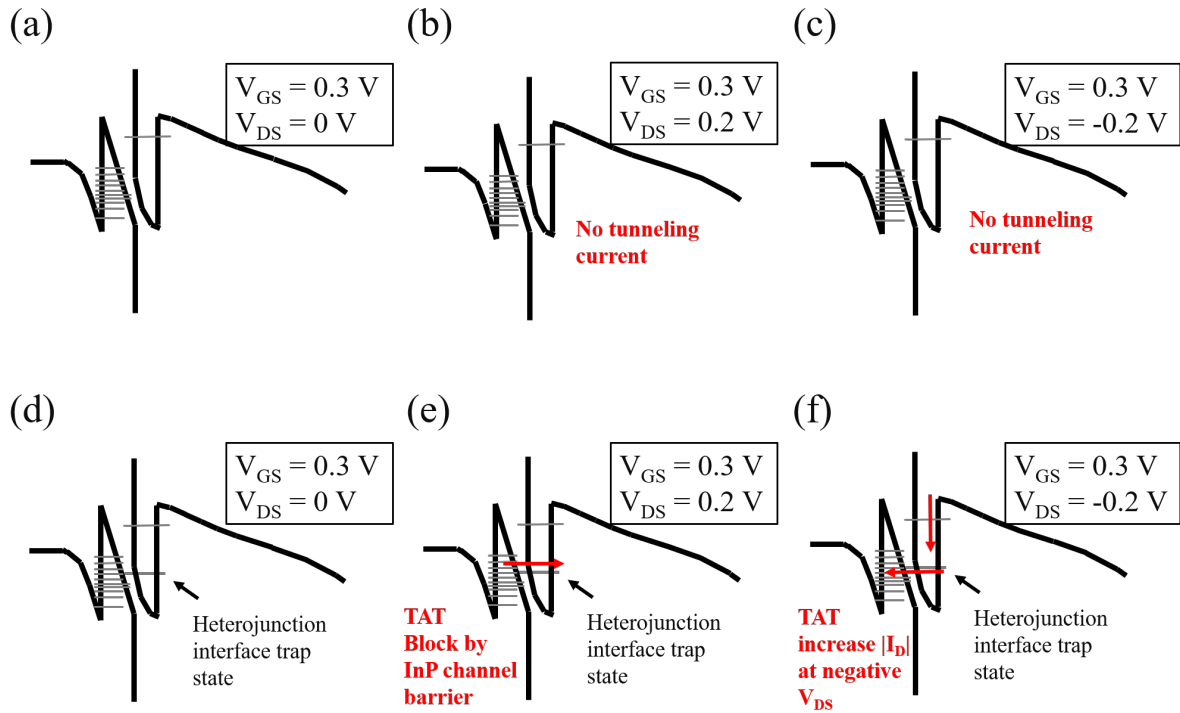 (a)
V_GS = 0.3 V
V_DS = 0 V
(b)
V_GS = 0.3 V
V_DS = 0.2 V
No tunneling
current
(c)
V_GS = 0.3 V
V_DS = -0.2 V
No tunneling
current
(d)
V_GS = 0.3 V
V_DS = 0 V
Heterojunction
interface trap
state
(e)
V_GS = 0.3 V
V_DS = 0.2 V
TAT
Block by
InP channel
barrier
Heterojunction
interface trap
state
(f)
V_GS = 0.3 V
V_DS = -0.2 V
TAT
increase |I_D|
at negative
V_DS
Heterojunction
interface trap
state